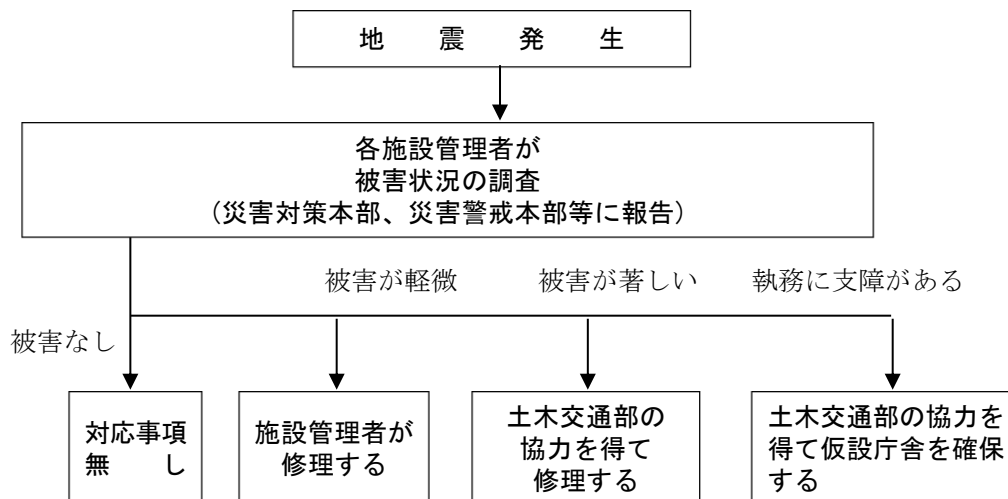 地　震　発　生
各施設管理者が
被害状況の調査
（災害対策本部、災害警戒本部等に報告）
被害が軽微
被害が著しい
執務に支障がある
被害なし
対応事項
無　し
施設管理者が
修理する
土木交通部の
協力を得て
修理する
土木交通部の協力を
得て仮設庁舎を確保
する